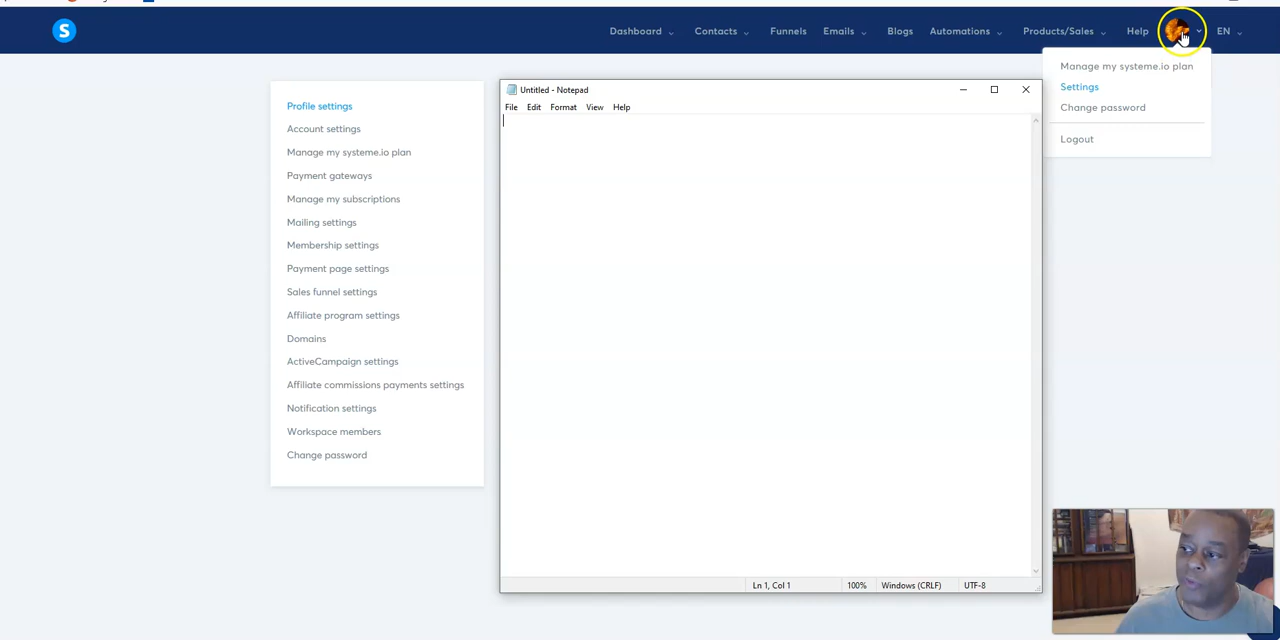 S
Dashboard
Contacts
Funnels
Emails
Blogs
Automations
Products/Sales
Help
EN
Manage my systeme.io plan
Settings
Change password
Logout
Profile settings
Account settings
Manage my systeme.io plan
Payment gateways
Manage my subscriptions
Mailing settings
Membership settings
Payment page settings
Sales funnel settings
Affiliate program settings
Domains
ActiveCampaign settings
Affiliate commissions payments settings
Notification settings
Workspace members
Change password
Untitled - Notepad
File Edit Format View Help
Ln 1, Col 1 100% Windows (CRLF) UTF-8